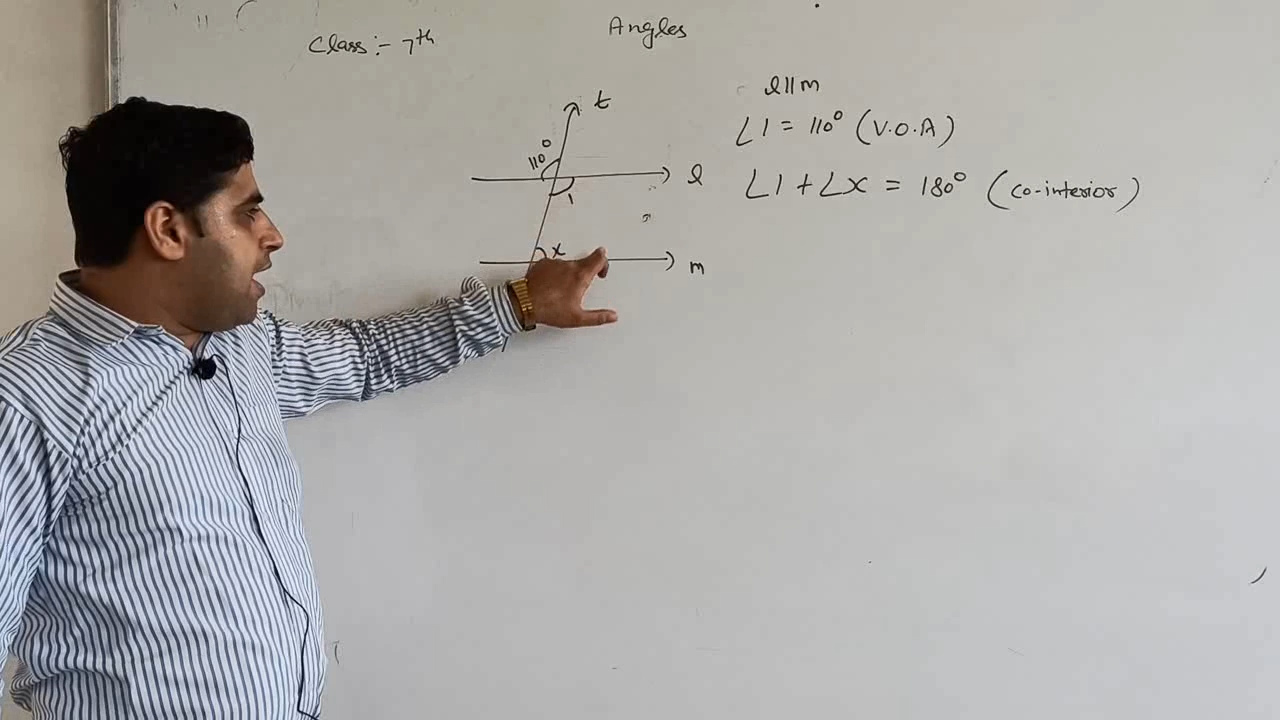 Class :- 7th
Angles
t
110°
l
1
x
m
l||m
∠1 = 110° (V.O.A)
∠1 + ∠x = 180° (Co-interior)